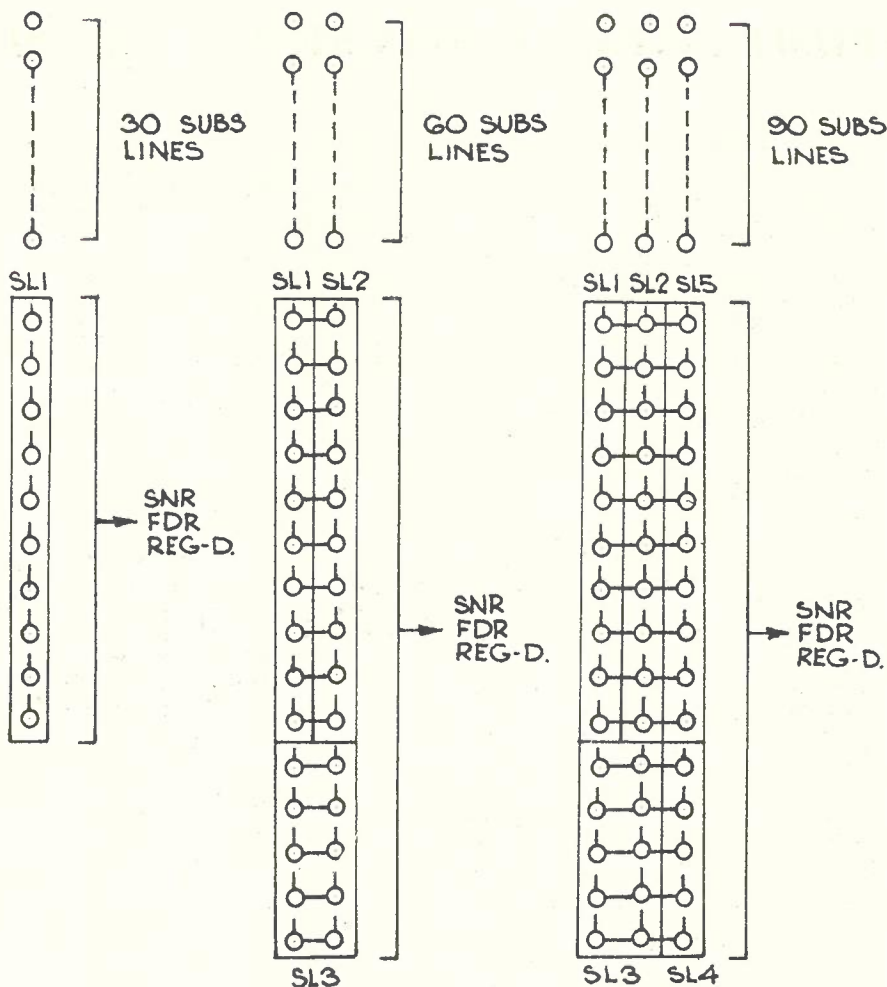 30 SUBS
LINES
60 SUBS
LINES
90 SUBS
LINES
SL1
SL1 SL2
SL1 SL2 SL5
SNR
FDR
REG-D.
SNR
FDR
REG-D.
SNR
FDR
REG-D.
SL3
SL3 SL4